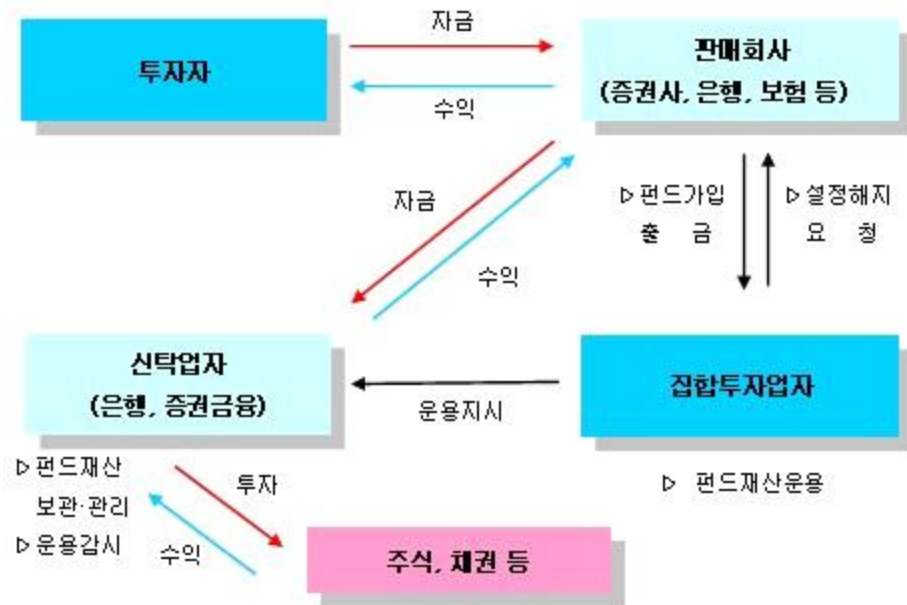 자금
투자자
판매회사
(증권사, 은행, 보험 등)
수익
자금
▷펀드가입
출 금
▷설정해지
요 청
수익
신탁업자
(은행, 증권금융)
운용지시
집합투자업자
▷펀드재산
보관·관리
▷운용감시
투자
수익
▷ 펀드재산운용
주식, 채권 등